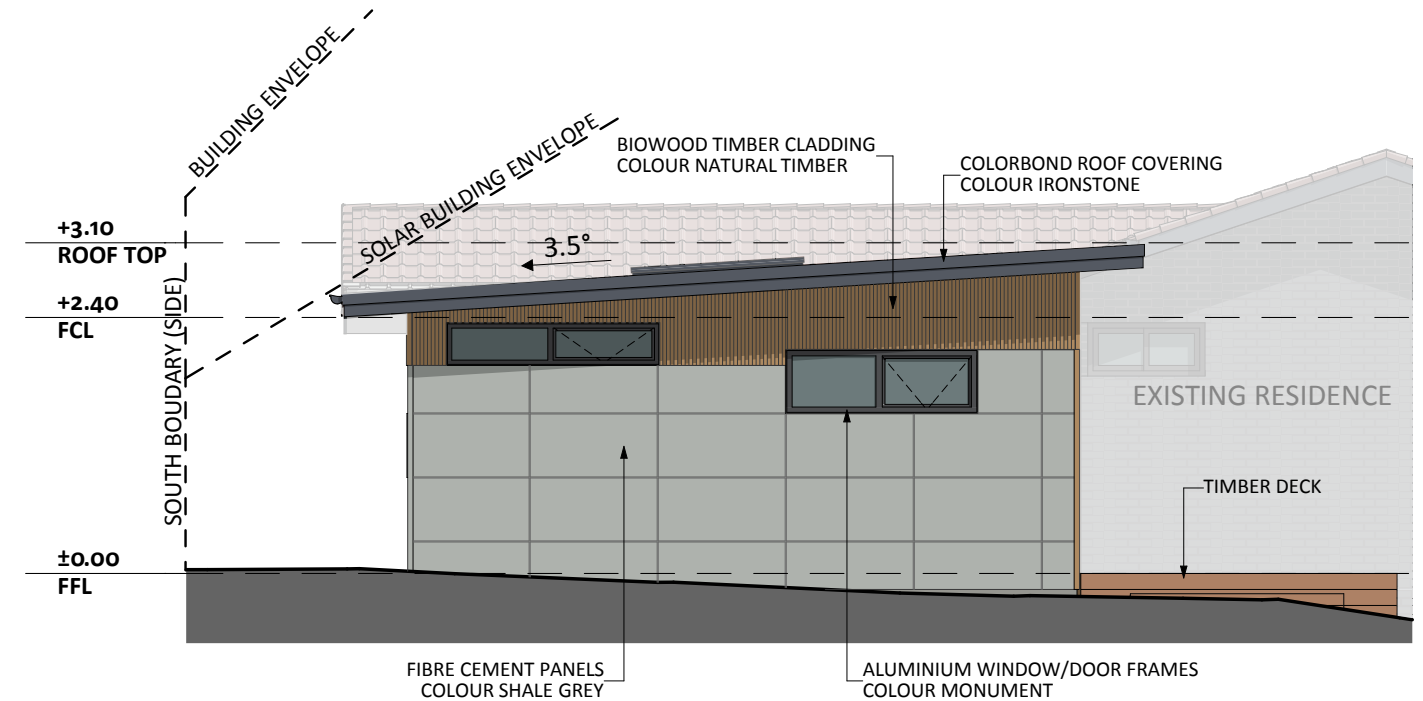 BUILDING ENVELOPE
SOLAR BUILDING ENVELOPE
BIOWOOD TIMBER CLADDING
COLOUR NATURAL TIMBER
COLORBOND ROOF COVERING
COLOUR IRONSTONE
+3.10
ROOF TOP
3.5°
+2.40
FCL
SOUTH BOUDARY (SIDE)
EXISTING RESIDENCE
TIMBER DECK
±0.00
FFL
FIBRE CEMENT PANELS
COLOUR SHALE GREY
ALUMINIUM WINDOW/DOOR FRAMES
COLOUR MONUMENT